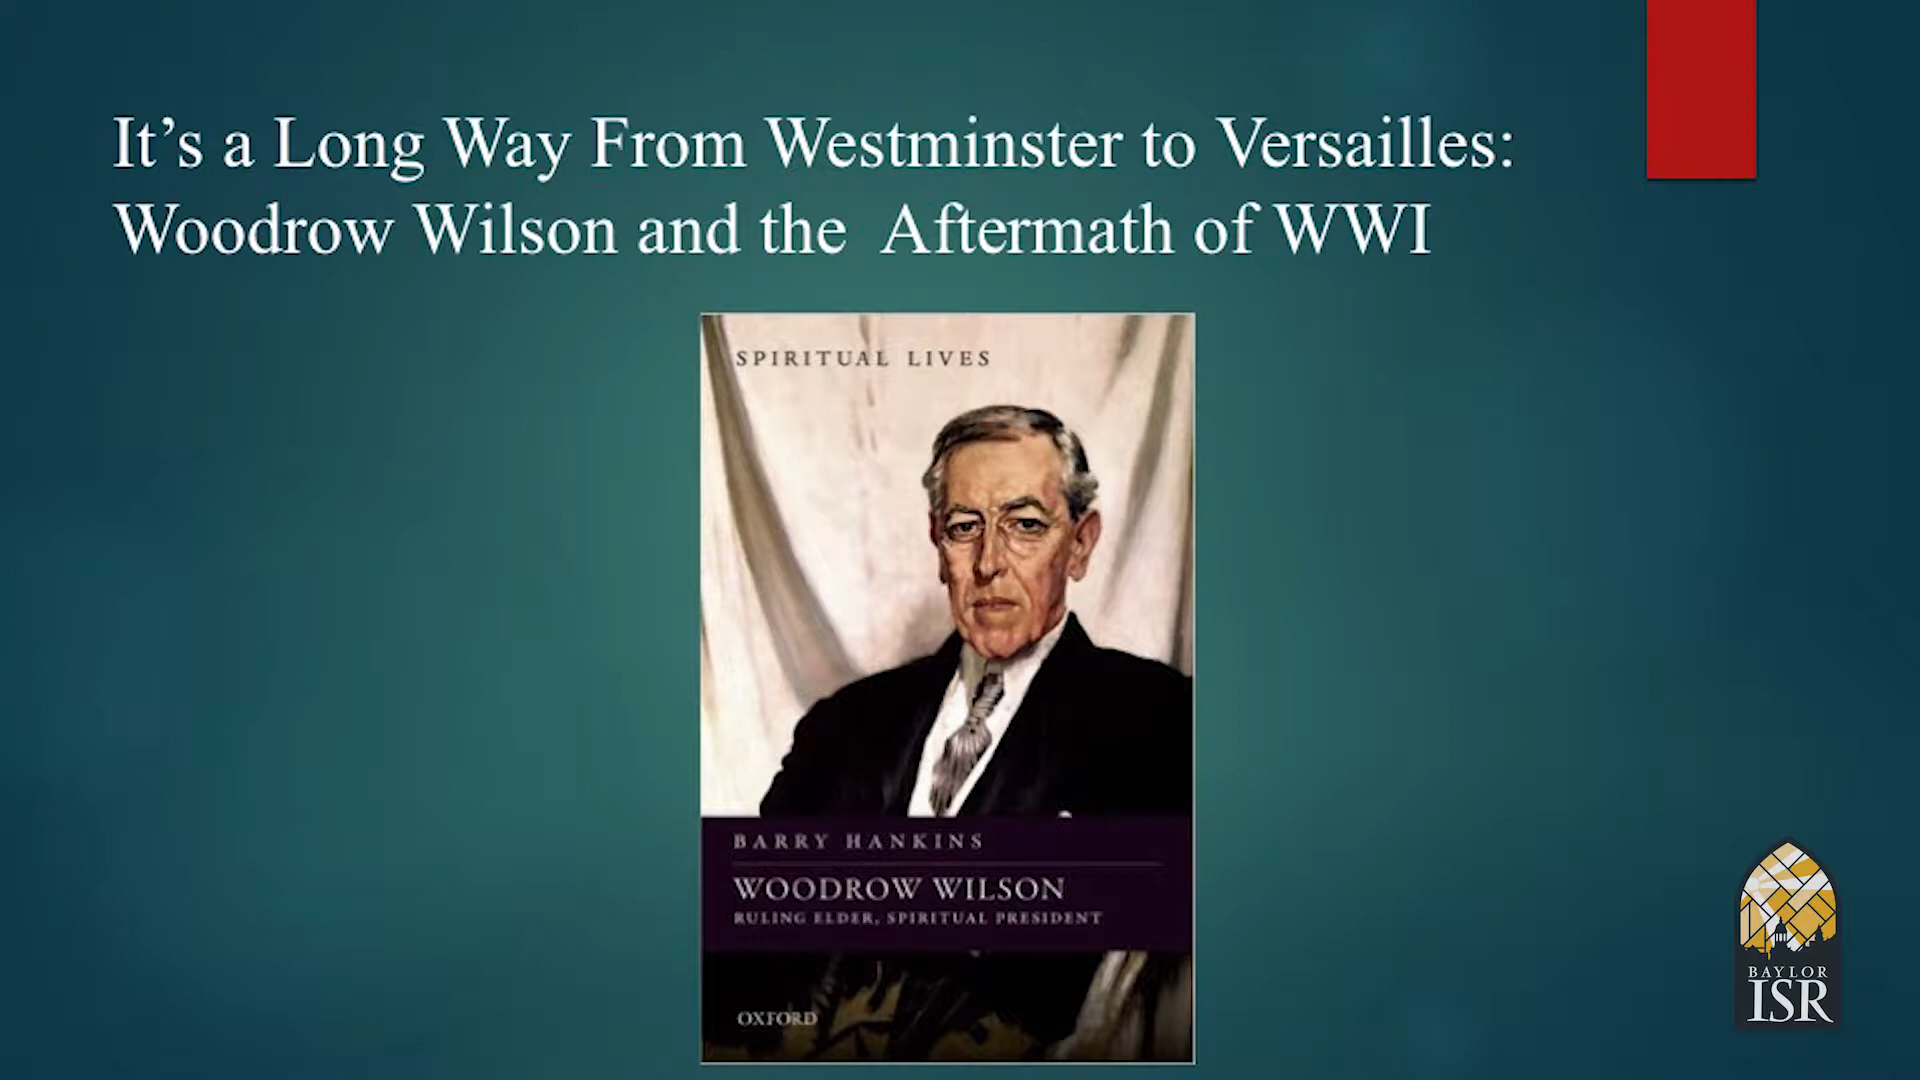 It's a Long Way From Westminster to Versailles:
Woodrow Wilson and the  Aftermath of WWI
SPIRITUAL LIVES
BARRY HANKINS
WOODROW WILSON
RULING ELDER, SPIRITUAL PRESIDENT
OXFORD
BAYLOR
ISR